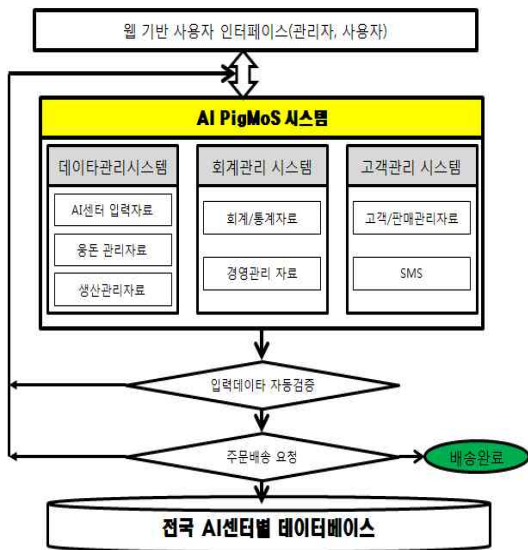 웹 기반 사용자 인터페이스(관리자, 사용자)
AI PigMoS 시스템
데이타관리시스템
AI센터 입력자료
웅돈 관리자료
생산관리자료
회계관리 시스템
회계/통계자료
경영관리 자료
고객관리 시스템
고객/판매관리자료
SMS
입력데이타 자동검증
주문배송 요청
배송완료
전국 AI센터별 데이터베이스